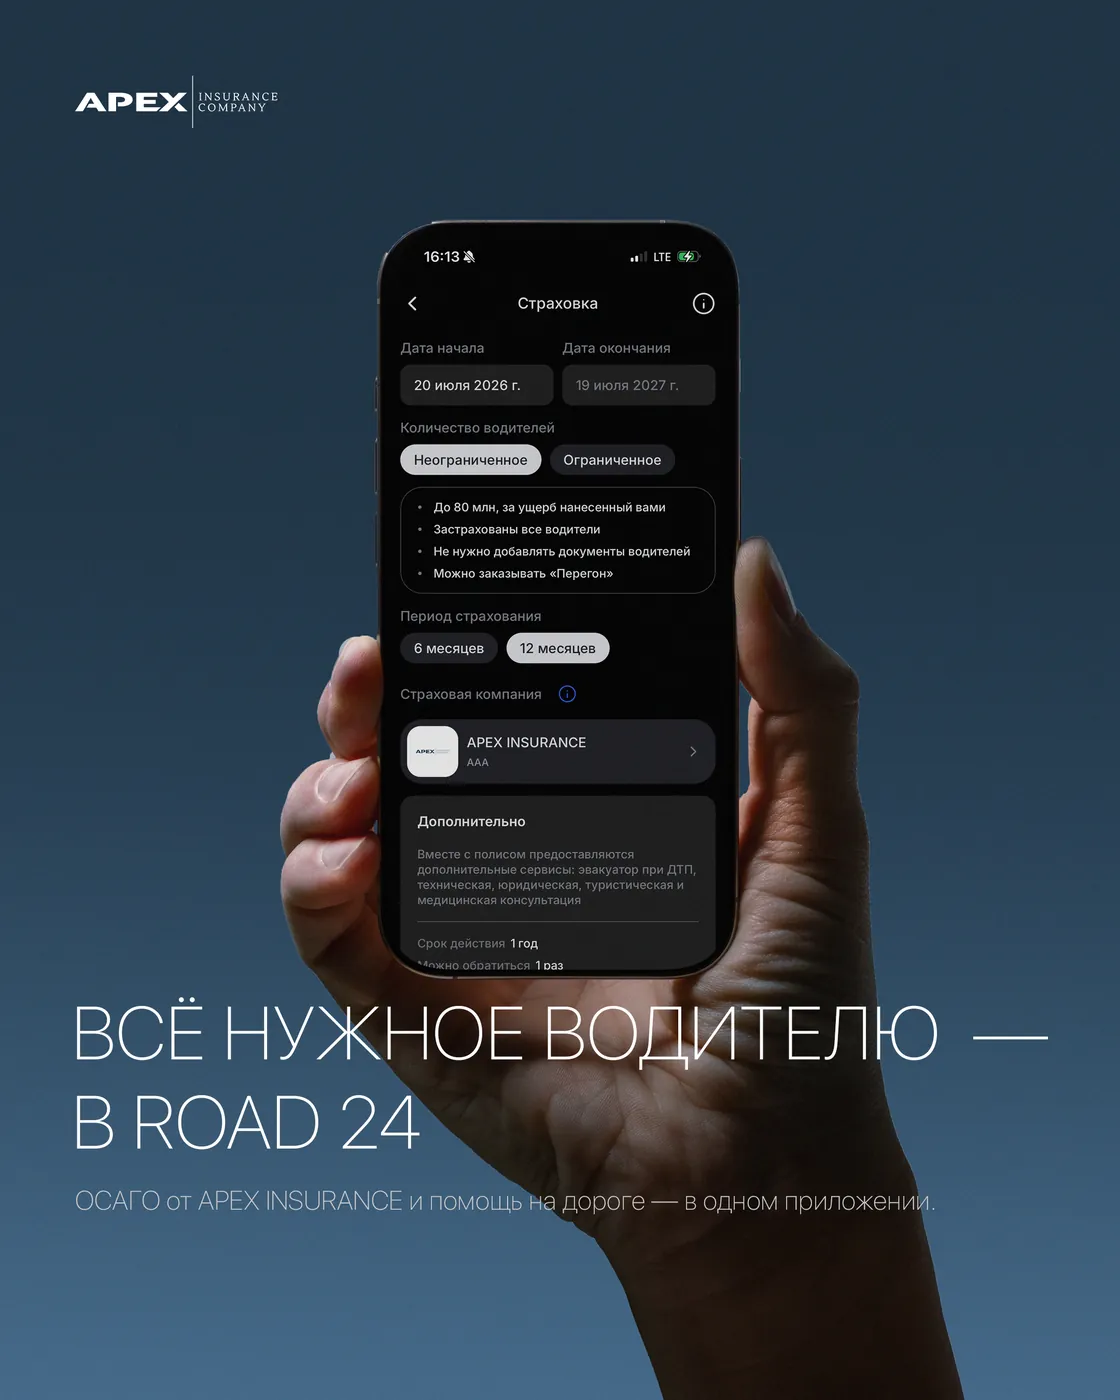 APEX
INSURANCE
COMPANY
16:13
LTE
Страховка
Дата начала
Дата окончания
20 июля 2026 г.
19 июля 2027 г.
Количество водителей
Неограниченное
Ограниченное
• До 80 млн, за ущерб нанесенный вами
• Застрахованы все водители
• Не нужно добавлять документы водителей
• Можно заказывать «Перегон»
Период страхования
6 месяцев
12 месяцев
Страховая компания
APEX
APEX INSURANCE
AAA
Дополнительно
Вместе с полисом предоставляются
дополнительные сервисы: эвакуатор при ДТП,
техническая, юридическая, туристическая и
медицинская консультация
Срок действия 1 год
Можно обратиться 1 раз
ВСЁ НУЖНОЕ ВОДИТЕЛЮ —
В ROAD 24
ОСАГО от APEX INSURANCE и помощь на дороге — в одном приложении.